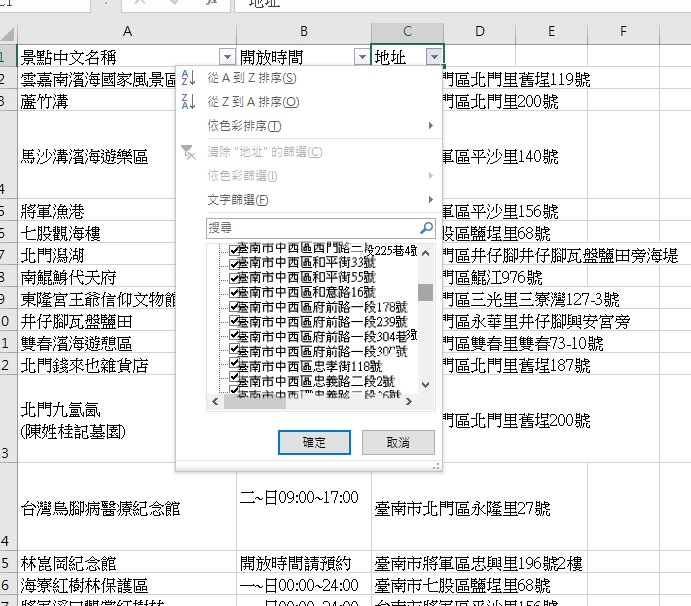 地址
A B C D E F
景點中文名稱 開放時間 地址
雲嘉南濱海國家風景區 門區北門里舊埕119號
蘆竹溝 門區北門里200號
馬沙溝濱海遊樂區 軍區平沙里140號
將軍漁港 軍區平沙里156號
七股觀海樓 股區鹽埕里68號
北門潟湖 門區井仔腳井仔腳瓦盤鹽田旁海堤
南鯤鯓代天府 門區鯤江976號
東隆宮王爺信仰文物館 門區三光里三寮灣127-3號
井仔腳瓦盤鹽田 門區永華里井仔腳興安宮旁
雙春濱海遊憩區 門區雙春里雙春73-10號
北門錢來也雜貨店 門區北門里舊埕187號
北門九龜氤
(陳姓桂記墓園) 門區北門里舊埕200號
台灣烏腳病醫療紀念館 二~日09:00~17:00 臺南市北門區永隆里27號
林崑岡紀念館 開放時間請預約 臺南市將軍區忠興里196號2樓
海寮紅樹林保護區 一~日00:00~24:00 臺南市七股區鹽埕里68號
從 A 到 Z 排序(S)
從 Z 到 A 排序(O)
依色彩排序(T)
清除 "地址" 的篩選(C)
依色彩篩選(I)
文字篩選(F)
搜尋
臺南市中西區西門路二段225巷4號
臺南市中西區和平街33號
臺南市中西區和平街55號
臺南市中西區和意路16號
臺南市中西區府前路一段178號
臺南市中西區府前路一段239號
臺南市中西區府前路一段304巷
臺南市中西區府前路一段307號
臺南市中西區忠孝街118號
臺南市中西區忠義路二段2號
確定 取消